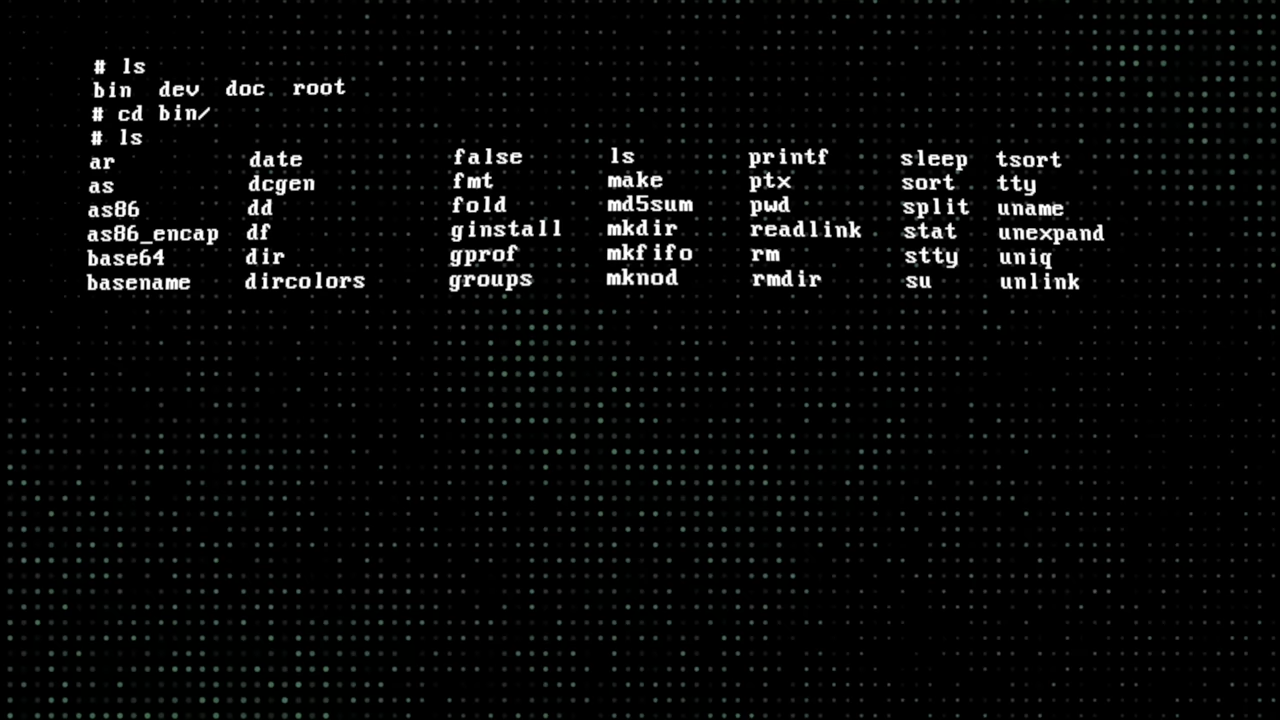 # ls
bin dev doc root
# cd bin/
# ls
ar date false ls printf sleep tsort
as dcgen fmt make ptx sort tty
as86 dd fold md5sum pwd split uname
as86_encap df ginstall mkdir readlink stat unexpand
base64 dir gprof mkfifo rm stty uniq
basename dircolors groups mknod rmdir su unlink